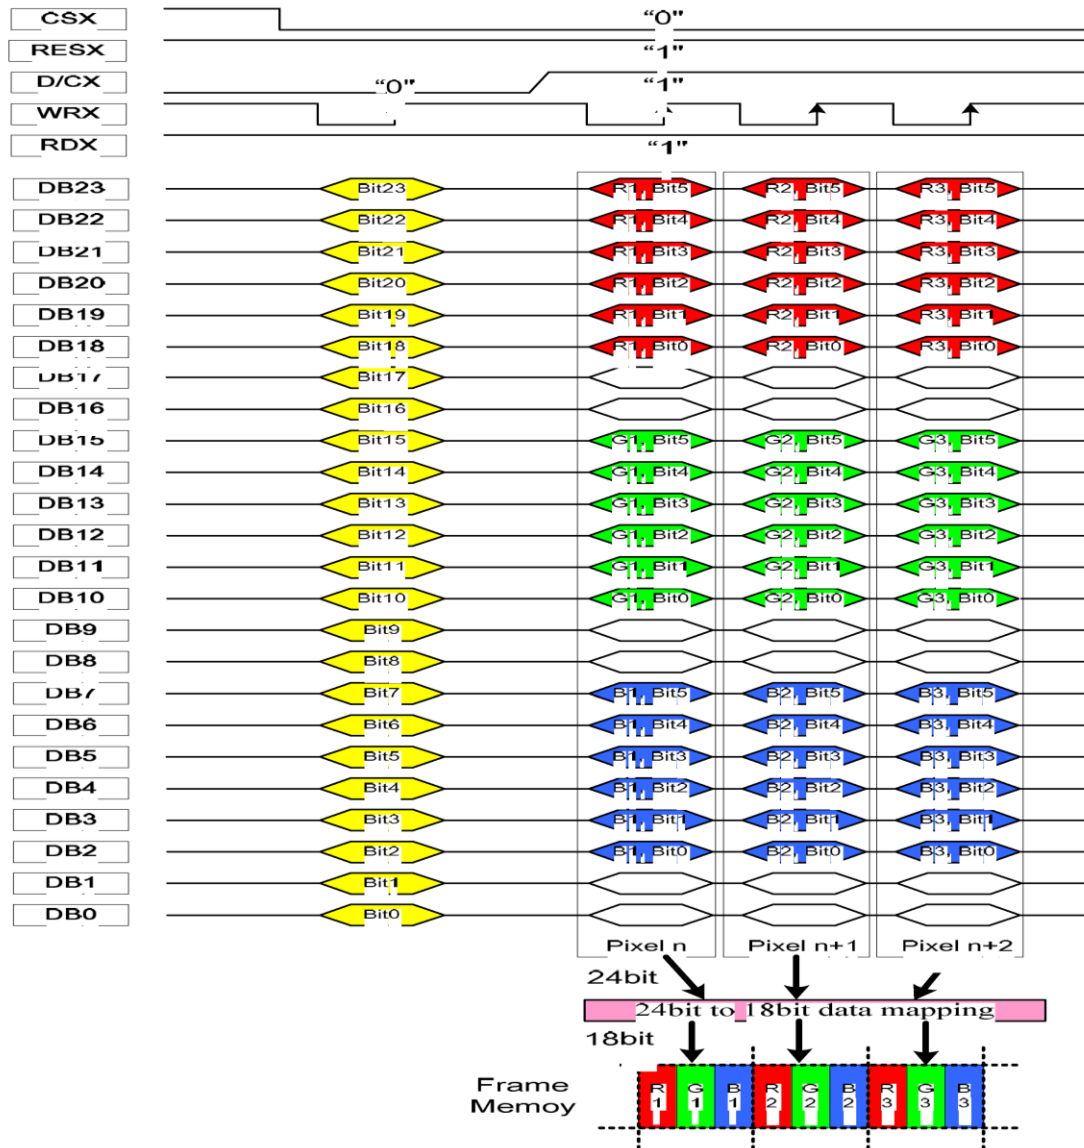 CSX “0”
RESX “1”
D/CX “0” “1”
WRX
RDX “1”
DB23 Bit23 R1, Bit5 R2, Bit5 R3, Bit5
DB22 Bit22 R1, Bit4 R2, Bit4 R3, Bit4
DB21 Bit21 R1, Bit3 R2, Bit3 R3, Bit3
DB20 Bit20 R1, Bit2 R2, Bit2 R3, Bit2
DB19 Bit19 R1, Bit1 R2, Bit1 R3, Bit1
DB18 Bit18 R1, Bit0 R2, Bit0 R3, Bit0
DB17 Bit17
DB16 Bit16
DB15 Bit15 G1, Bit5 G2, Bit5 G3, Bit5
DB14 Bit14 G1, Bit4 G2, Bit4 G3, Bit4
DB13 Bit13 G1, Bit3 G2, Bit3 G3, Bit3
DB12 Bit12 G1, Bit2 G2, Bit2 G3, Bit2
DB11 Bit11 G1, Bit1 G2, Bit1 G3, Bit1
DB10 Bit10 G1, Bit0 G2, Bit0 G3, Bit0
DB9 Bit9
DB8 Bit8
DB7 Bit7 B1, Bit5 B2, Bit5 B3, Bit5
DB6 Bit6 B1, Bit4 B2, Bit4 B3, Bit4
DB5 Bit5 B1, Bit3 B2, Bit3 B3, Bit3
DB4 Bit4 B1, Bit2 B2, Bit2 B3, Bit2
DB3 Bit3 B1, Bit1 B2, Bit1 B3, Bit1
DB2 Bit2 B1, Bit0 B2, Bit0 B3, Bit0
DB1 Bit1
DB0 Bit0
Pixel n Pixel n+1 Pixel n+2
24bit
24bit to 18bit data mapping
18bit
Frame Memoy R1 G1 B1 R2 G2 B2 R3 G3 B3